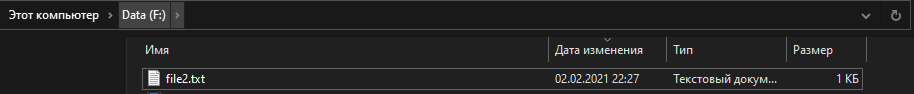 Этот компьютер > Data (F:) >
Имя Дата изменения Тип Размер
file2.txt 02.02.2021 22:27 Текстовый докум... 1 КБ